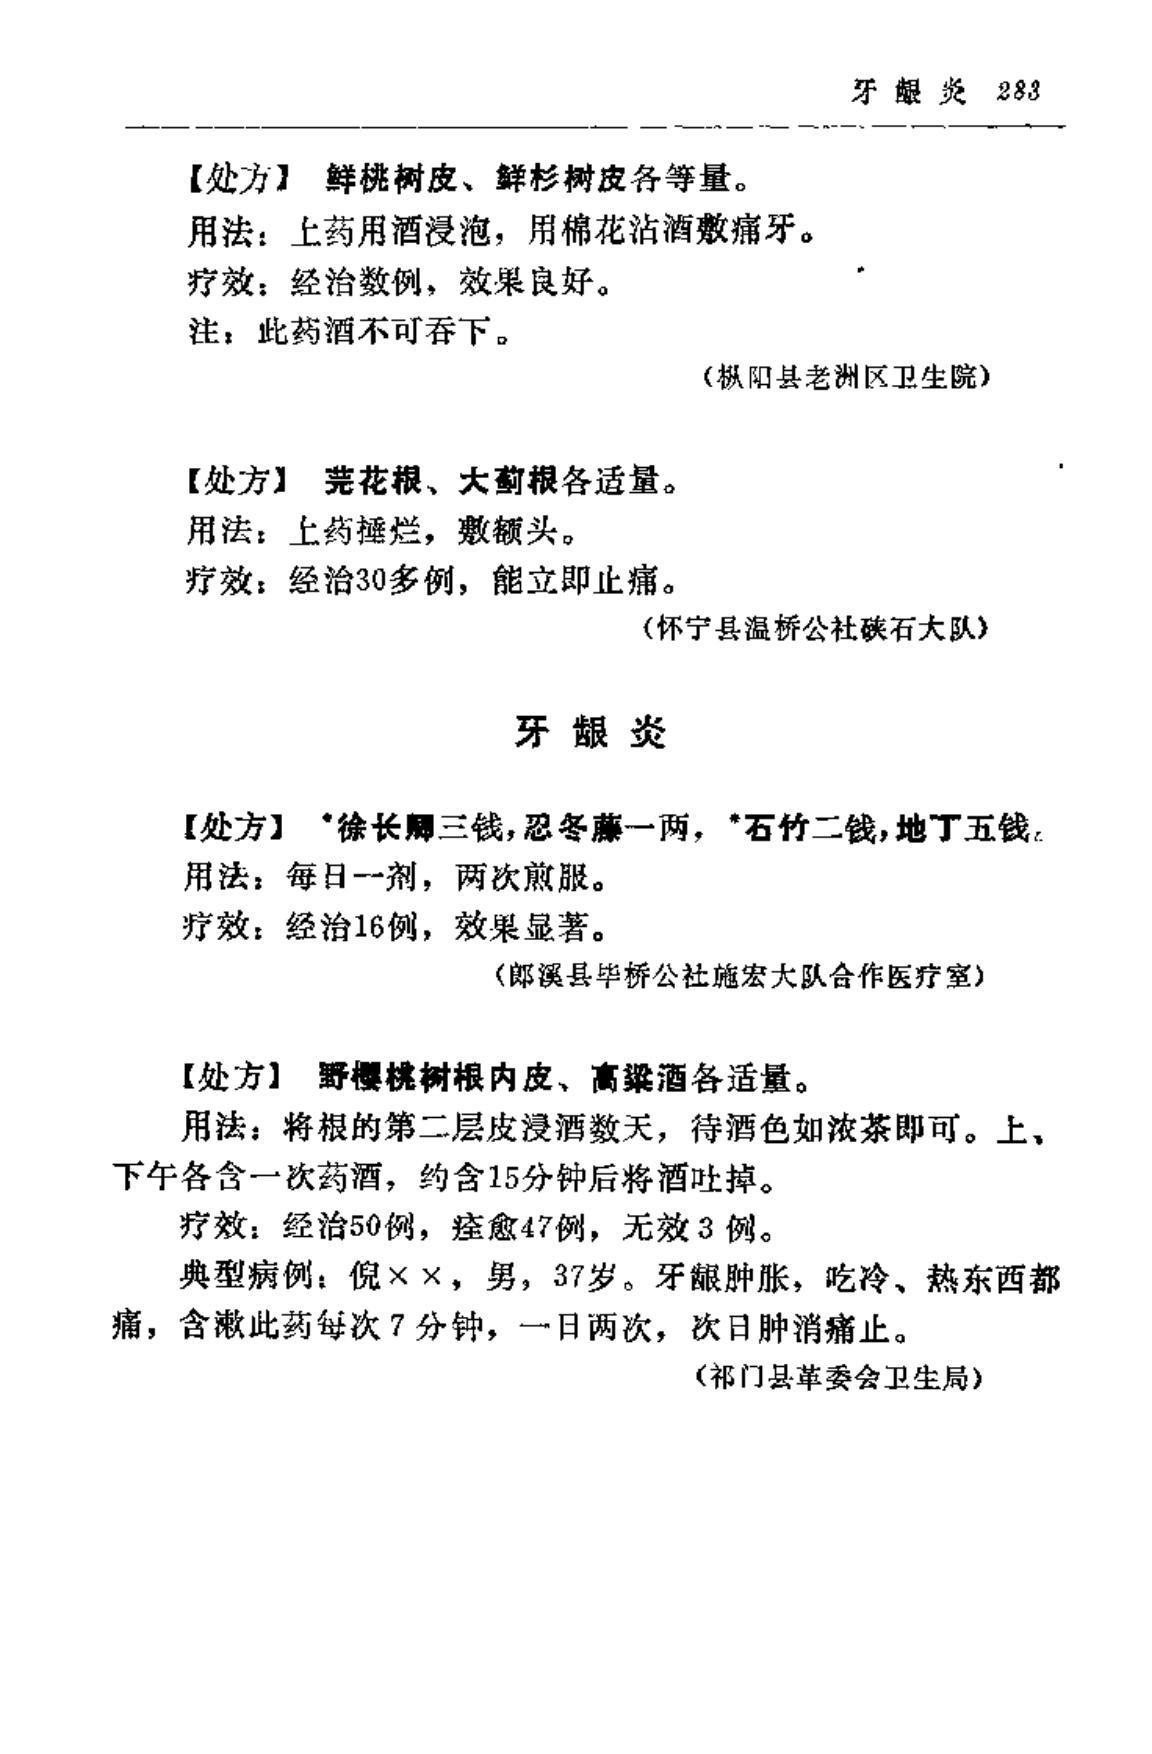 牙龈炎 283
【处方】 鲜桃树皮、鲜杉树皮各等量。
用法：上药用酒浸泡，用棉花沾酒敷痛牙。
疗效：经治数例，效果良好。
注：此药酒不可吞下。
（枞阳县老洲区卫生院）
【处方】 芫花根、大蓟根各适量。
用法：上药捶烂，敷额头。
疗效：经治30多例，能立即止痛。
（怀宁县温桥公社硖石大队）
牙龈炎
【处方】 *徐长卿三钱，忍冬藤一两，*石竹二钱，地丁五钱。
用法：每日一剂，两次煎服。
疗效：经治16例，效果显著。
（郎溪县毕桥公社施宏大队合作医疗室）
【处方】 野樱桃树根内皮、高粱酒各适量。
用法：将根的第二层皮浸酒数天，待酒色如浓茶即可。上、
下午各含一次药酒，约含15分钟后将酒吐掉。
疗效：经治50例，痊愈47例，无效3例。
典型病例：倪××，男，37岁。牙龈肿胀，吃冷、热东西都
痛，含漱此药每次7分钟，一日两次，次日肿消痛止。
（祁门县革委会卫生局）